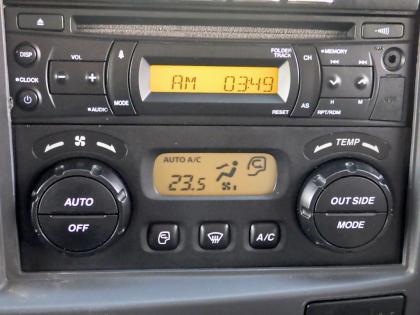 DISP
VOL
FOLDER
TRACK
CH
MEMORY
CLOCK
AM 03:49
AUDIO
MODE
RESET
AS
H M
RPT/RDM
AUTO A/C
23.5
TEMP
AUTO
OFF
OUT SIDE
MODE
A/C